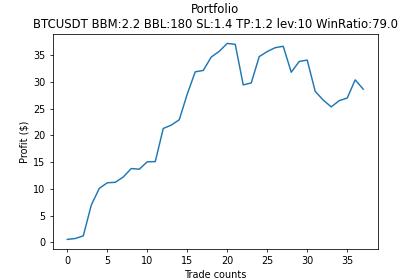 Portfolio
BTCUSDT BBM:2.2 BBL:180 SL:1.4 TP:1.2 lev:10 WinRatio:79.0
35
30
25
20
15
10
5
0
Profit ($)
0 5 10 15 20 25 30 35
Trade counts